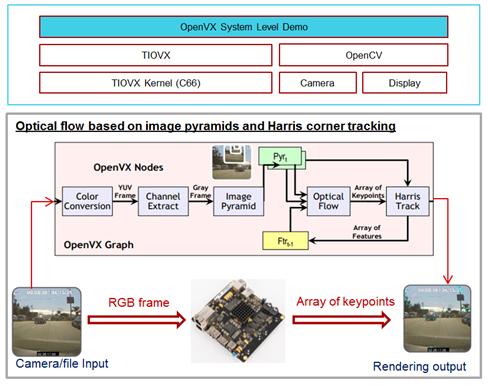 OpenVX System Level Demo
TIOVX
OpenCV
TIOVX Kernel (C66)
Camera
Display
Optical flow based on image pyramids and Harris corner tracking
OpenVX Nodes
Pyr t
Color Conversion
YUV Frame
Channel Extract
Gray Frame
Image Pyramid
Optical Flow
Array of Keypoints
Harris Track
Ftr t-1
Array of Features
OpenVX Graph
RGB frame
Array of keypoints
Camera/file Input
Rendering output